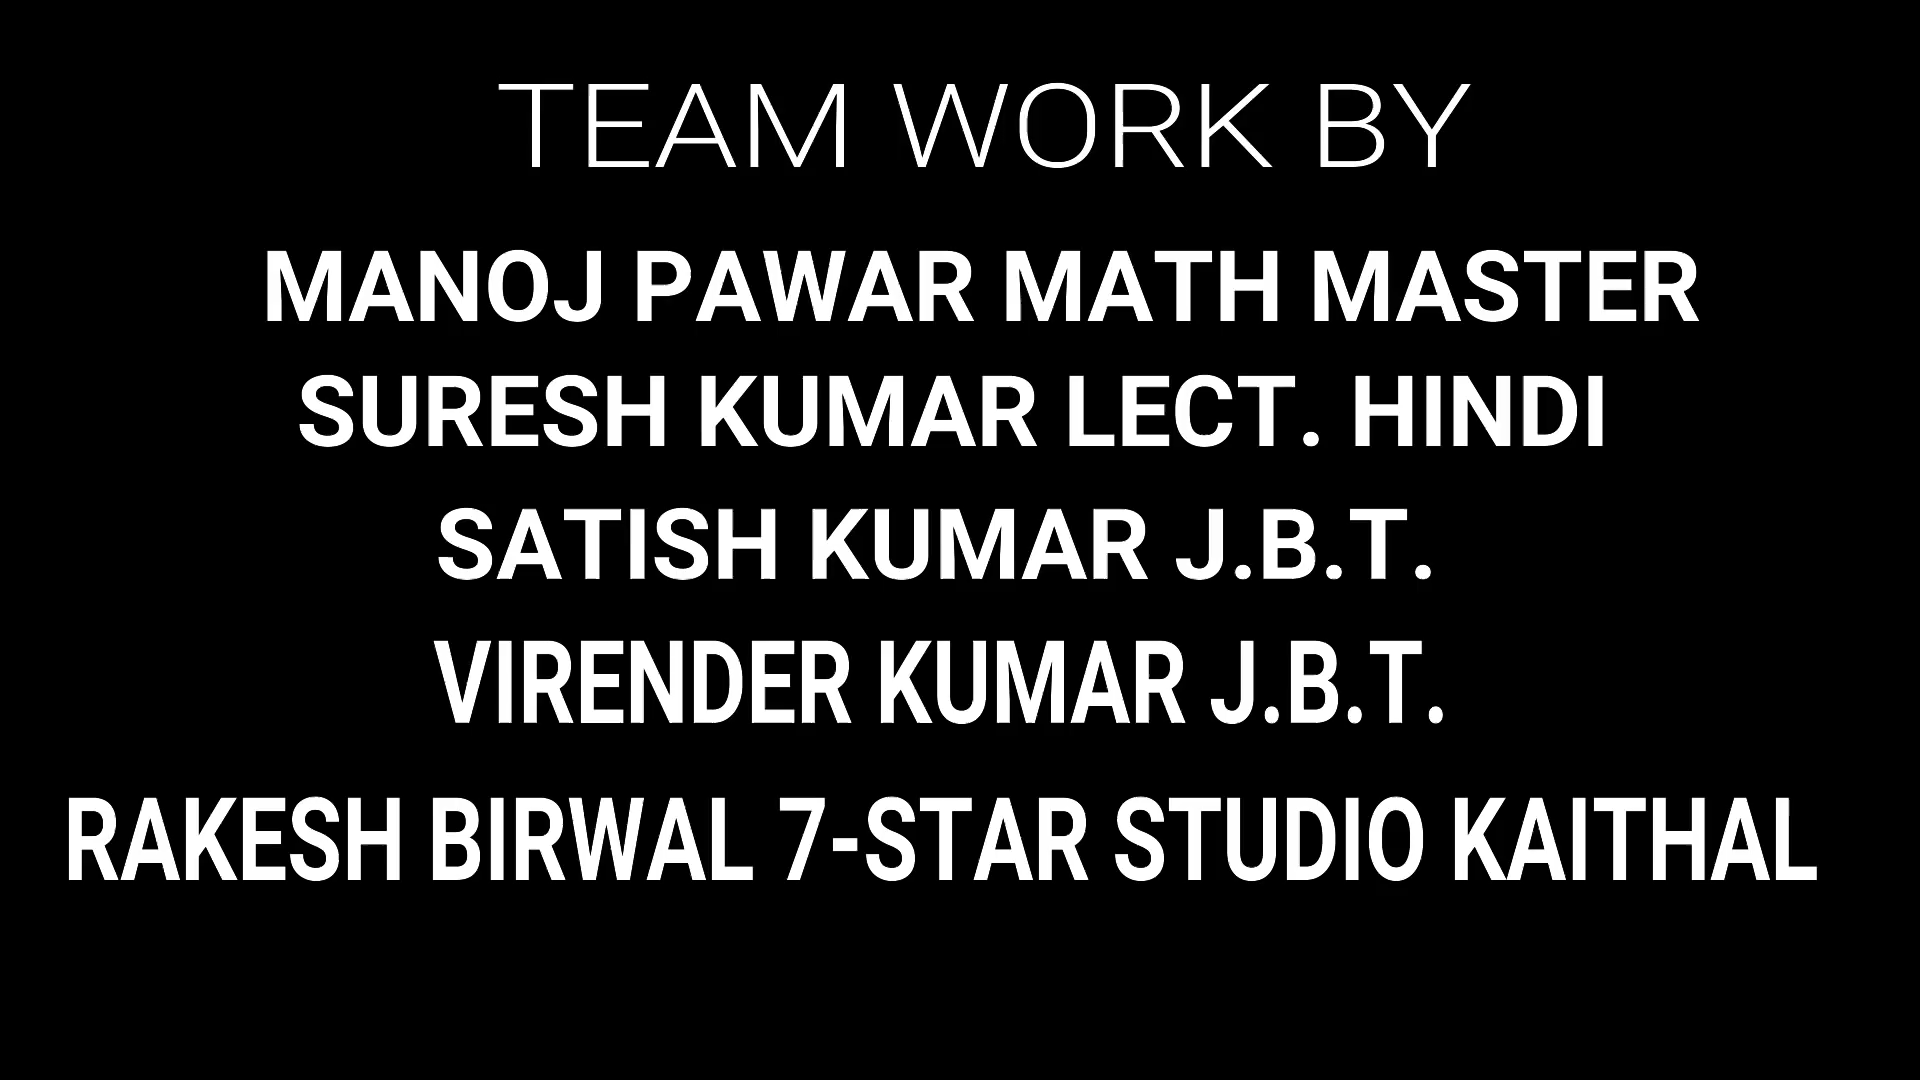 TEAM WORK BY
MANOJ PAWAR MATH MASTER
SURESH KUMAR LECT. HINDI
SATISH KUMAR J.B.T.
VIRENDER KUMAR J.B.T.
RAKESH BIRWAL 7-STAR STUDIO KAITHAL